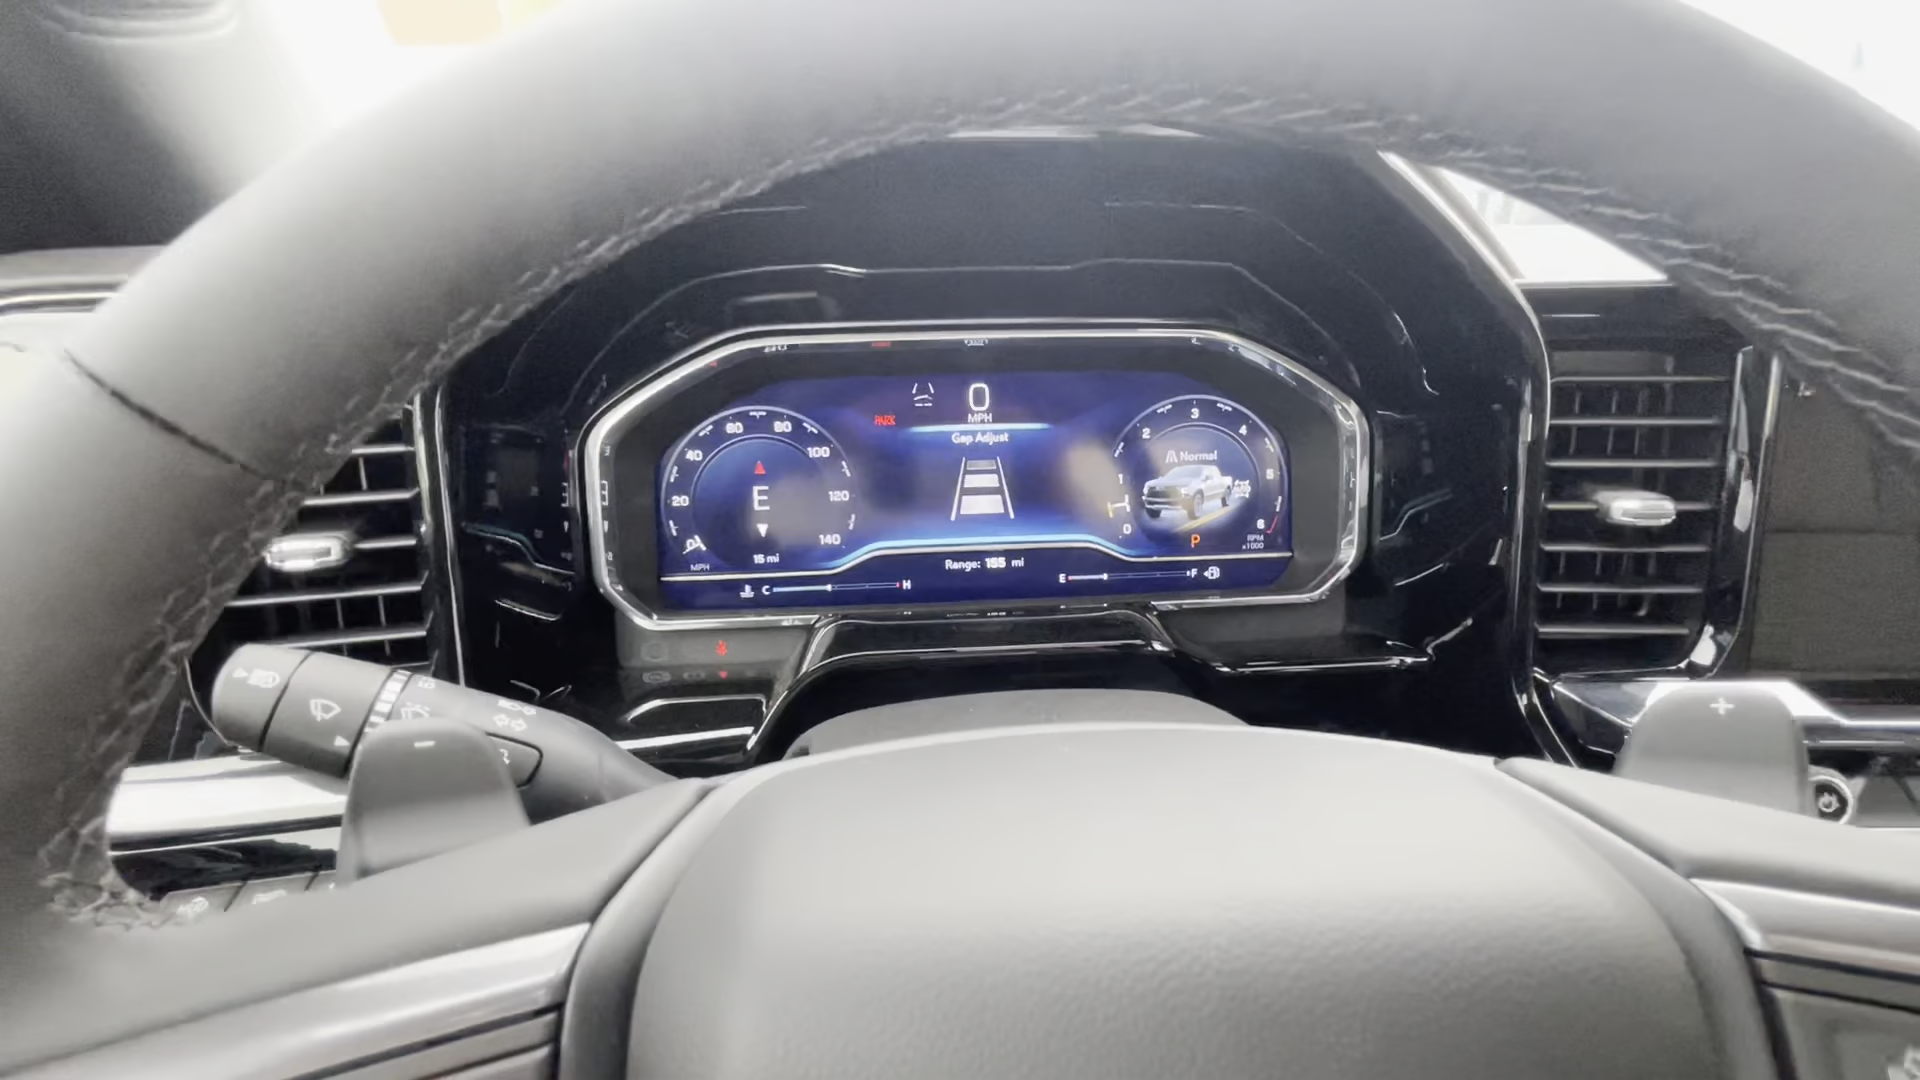 0
MPH
PARK
Gap Adjust
0 20 40 60 80 100 120 140
MPH
E
15 mi
0 1 2 3 4 5 6
Normal
P
RPM
x1000
Range: 155 mi
C H
E F
-
+